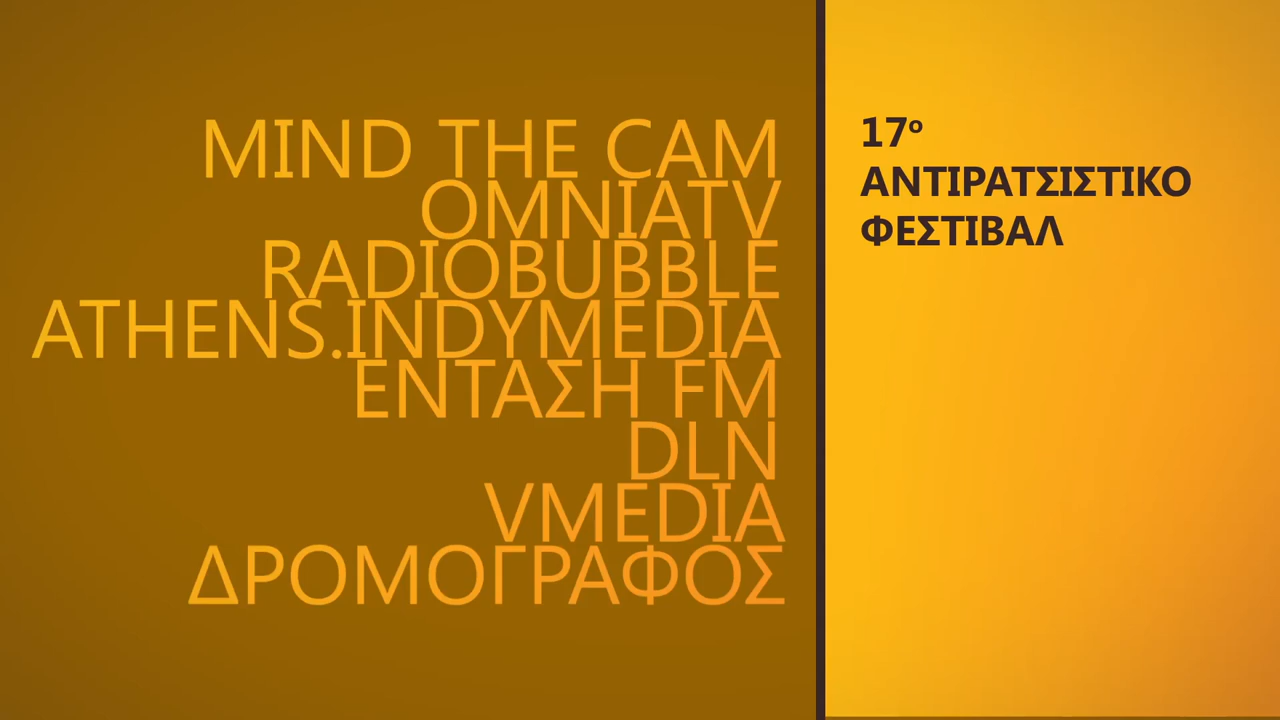 MIND THE CAM
OMNIATV
RADIOBUBBLE
ATHENS.INDYMEDIA
ΕΝΤΑΣΗ FM
DLN
VMEDIA
ΔΡΟΜΟΓΡΑΦΟΣ
17ο
ΑΝΤΙΡΑΤΣΙΣΤΙΚΟ
ΦΕΣΤΙΒΑΛ